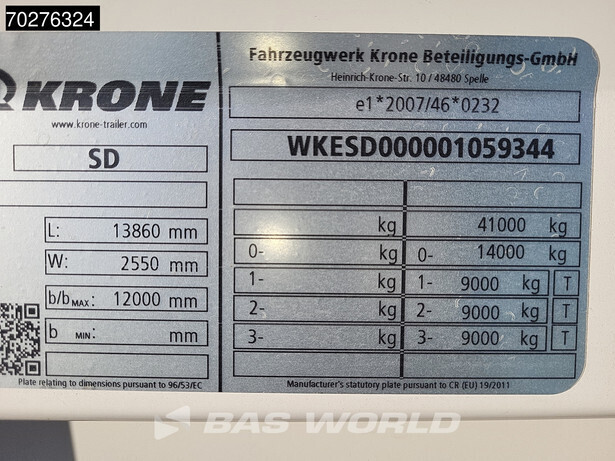 70276324
KRONE
www.krone-trailer.com
SD
L: 13860 mm
W: 2550 mm
b/b MAX: 12000 mm
b MIN: mm
Plate relating to dimensions pursuant to 96/53/EC
Fahrzeugwerk Krone Beteiligungs-GmbH
Heinrich-Krone-Str. 10 / 48480 Spelle
e1*2007/46*0232
WKESD000001059344
kg 41000 kg
0- kg 0- 14000 kg
1- kg 1- 9000 kg T
2- kg 2- 9000 kg T
3- kg 3- 9000 kg T
Manufacturer's statutory plate pursuant to CR (EU) 19/2011
BAS WORLD